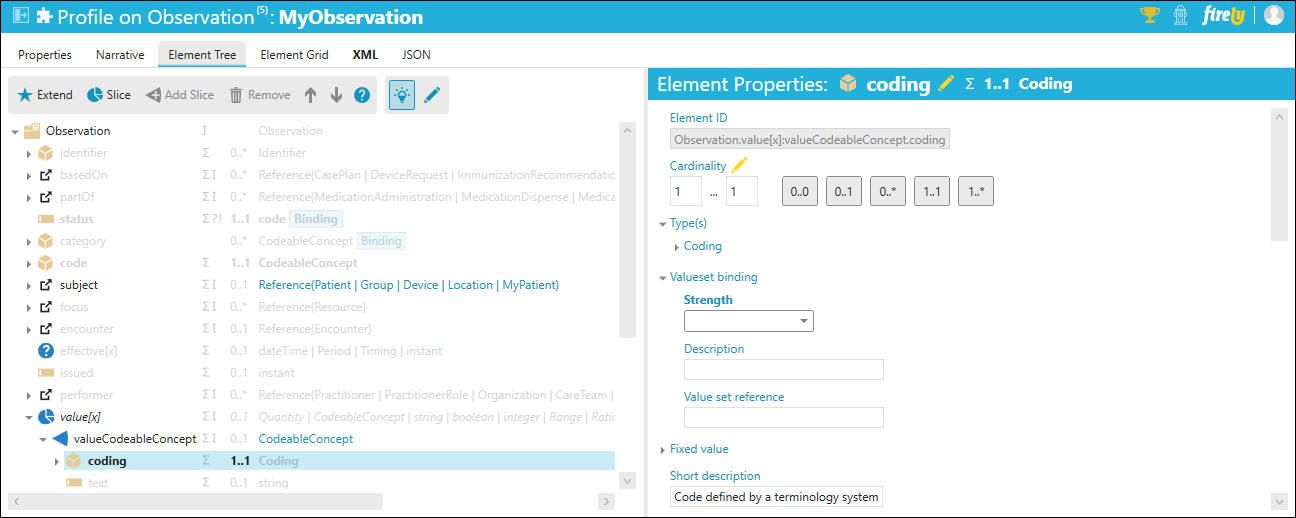 Profile on Observation (5): MyObservation
firely
Properties Narrative Element Tree Element Grid XML JSON
Extend Slice Add Slice Remove
Observation I Observation
identifier Σ 0..* Identifier
basedOn Σ I 0..* Reference(CarePlan | DeviceRequest | ImmunizationRecommendation
partOf Σ I 0..* Reference(MedicationAdministration | MedicationDispense | Medica
status Σ ?! 1..1 code Binding
category 0..* CodeableConcept Binding
code Σ 1..1 CodeableConcept
subject Σ I 0..1 Reference(Patient | Group | Device | Location | MyPatient)
focus Σ I 0..* Reference(Resource)
encounter Σ I 0..1 Reference(Encounter)
effective[x] Σ 0..1 dateTime | Period | Timing | instant
issued Σ 0..1 instant
performer Σ I 0..* Reference(Practitioner | PractitionerRole | Organization | CareTeam |
value[x] Σ I 0..1 Quantity | CodeableConcept | string | boolean | integer | Range | Ratio
valueCodeableConcept Σ I 0..1 CodeableConcept
coding Σ 1..1 Coding
text Σ 0..1 string
Element Properties: coding Σ 1..1 Coding
Element ID
Observation.value[x]:valueCodeableConcept.coding
Cardinality
1 ... 1 0..0 0..1 0..* 1..1 1..*
Type(s)
Coding
Valueset binding
Strength
Description
Value set reference
Fixed value
Short description
Code defined by a terminology system